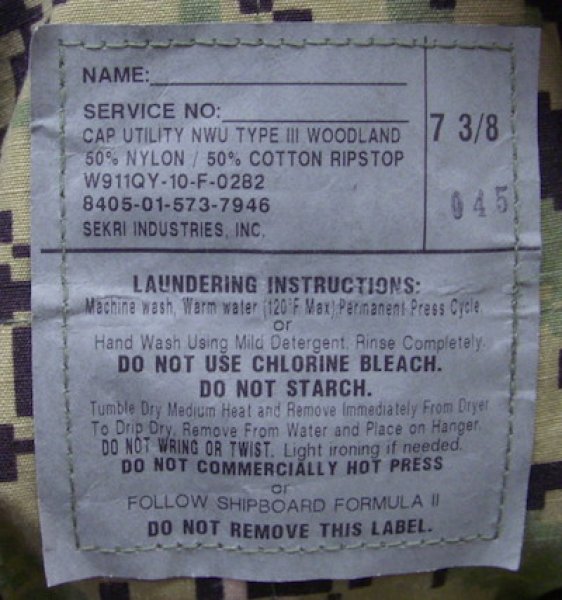 NAME:
SERVICE NO:
CAP UTILITY NWU TYPE III WOODLAND
50% NYLON / 50% COTTON RIPSTOP
W911QY-10-F-0282
8405-01-573-7946
SEKRI INDUSTRIES, INC.
7 3/8
045
LAUNDERING INSTRUCTIONS:
Machine wash, Warm water (120°F Max) Permanent Press Cycle.
or
Hand Wash Using Mild Detergent. Rinse Completely.
DO NOT USE CHLORINE BLEACH.
DO NOT STARCH.
Tumble Dry Medium Heat and Remove Immediately From Dryer
To Drip Dry, Remove From Water and Place on Hanger.
DO NOT WRING OR TWIST. Light ironing if needed.
DO NOT COMMERCIALLY HOT PRESS
or
FOLLOW SHIPBOARD FORMULA II
DO NOT REMOVE THIS LABEL.